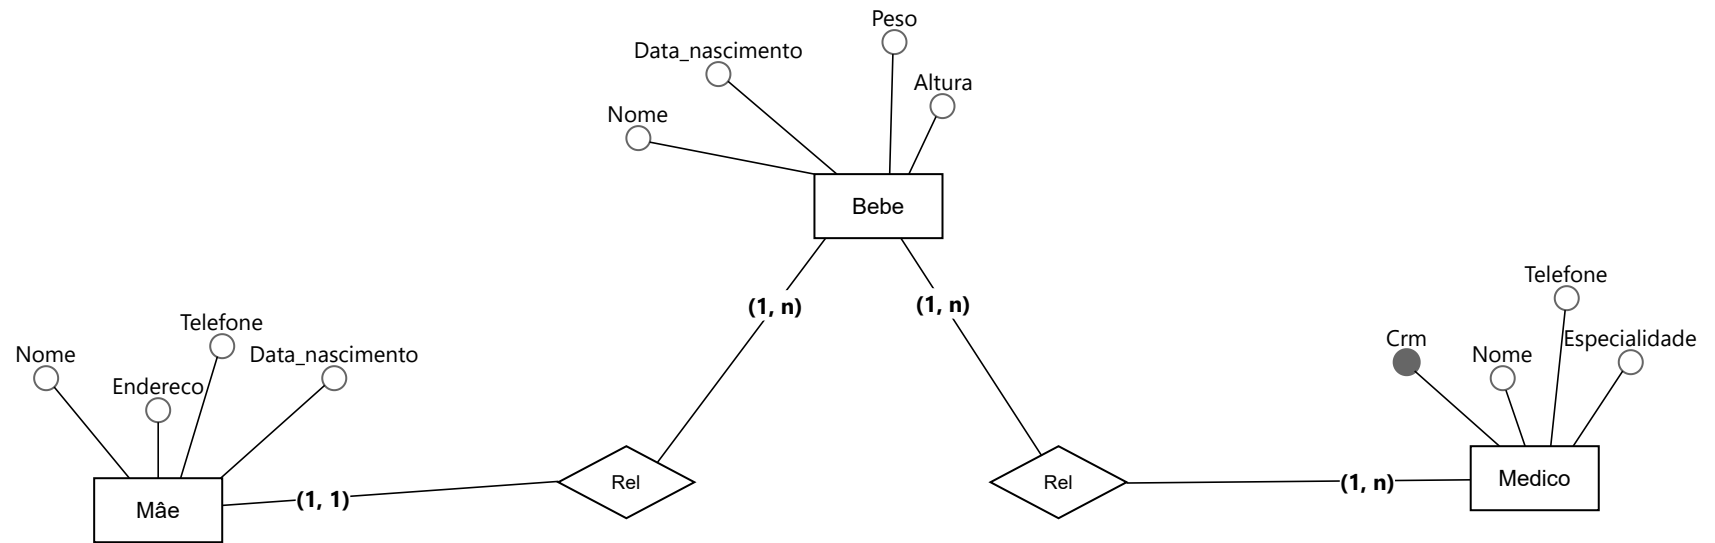 Peso
Data_nascimento
Altura
Nome
Bebe
Telefone
(1, n)
(1, n)
Telefone
Crm
Especialidade
Nome
Data_nascimento
Nome
Endereco
Rel
Rel
(1, n)
Medico
(1, 1)
Mâe